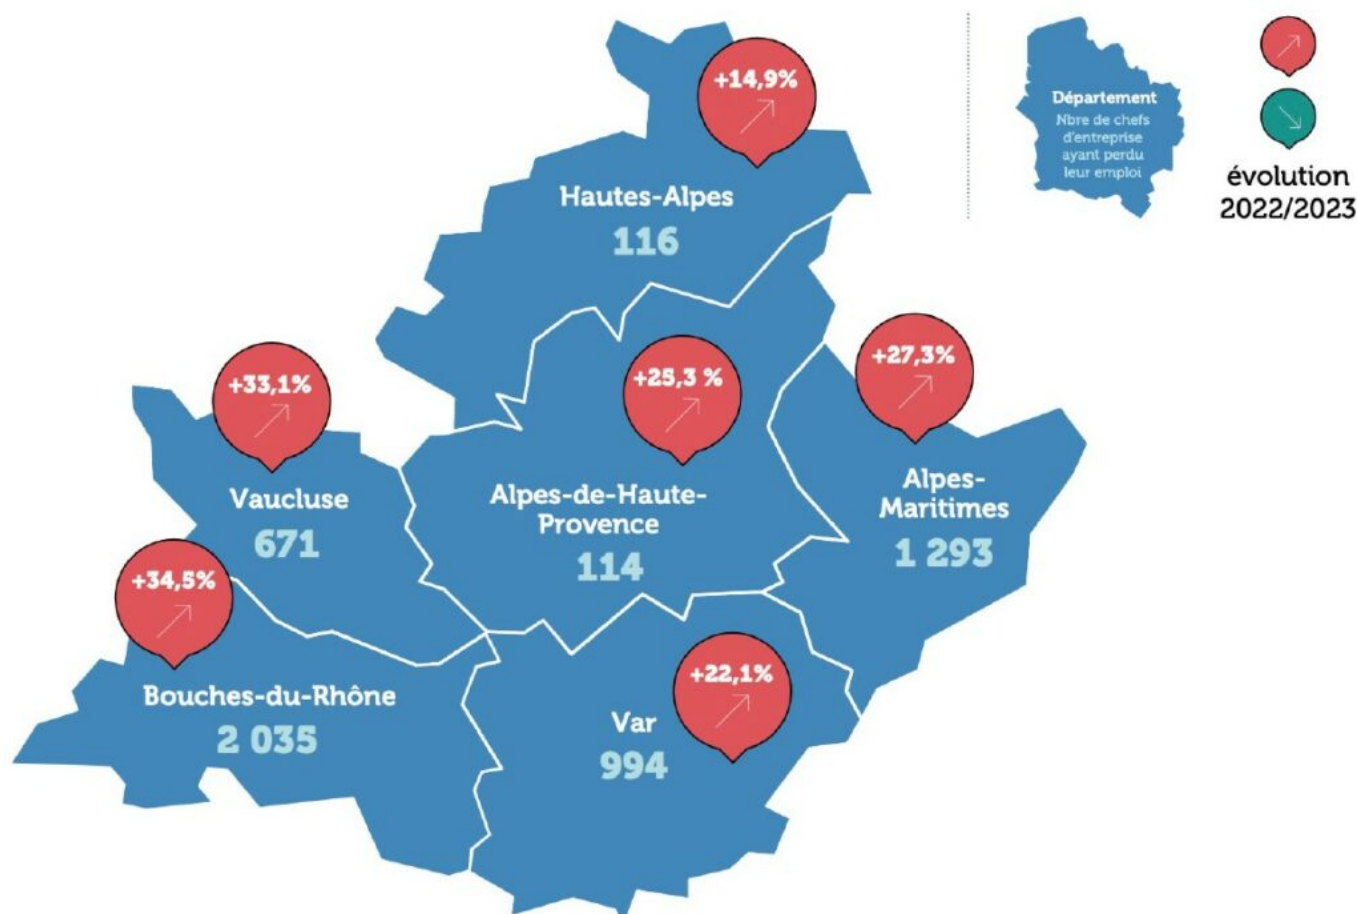 +14,9%
Hautes-Alpes
116
Département
Nbre de chefs
d'entreprise
ayant perdu
leur emploi
évolution
2022/2023
+33,1%
Vaucluse
671
+25,3 %
Alpes-de-Haute-
Provence
114
+27,3%
Alpes-
Maritimes
1 293
+34,5%
Bouches-du-Rhône
2 035
+22,1%
Var
994